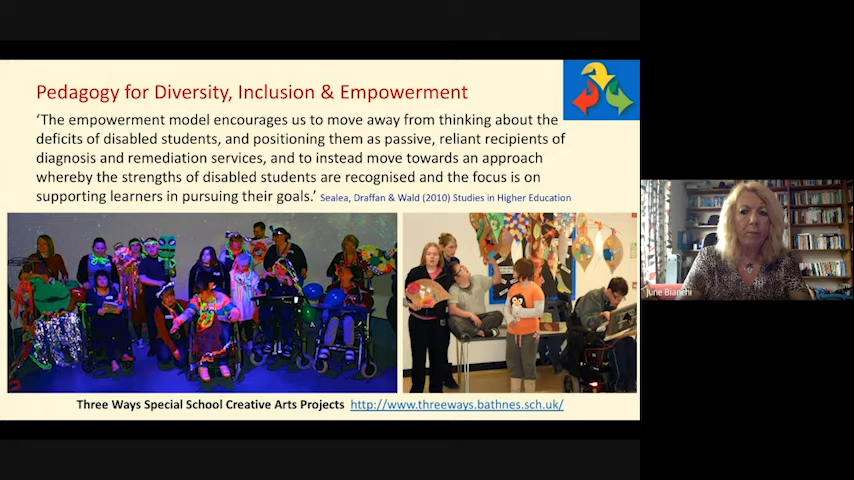 Pedagogy for Diversity, Inclusion & Empowerment
‘The empowerment model encourages us to move away from thinking about the
deficits of disabled students, and positioning them as passive, reliant recipients of
diagnosis and remediation services, and to instead move towards an approach
whereby the strengths of disabled students are recognised and the focus is on
supporting learners in pursuing their goals.’ Sealea, Draffan & Wald (2010) Studies in Higher Education
Three Ways Special School Creative Arts Projects http://www.threeways.bathnes.sch.uk/
June Bianchi